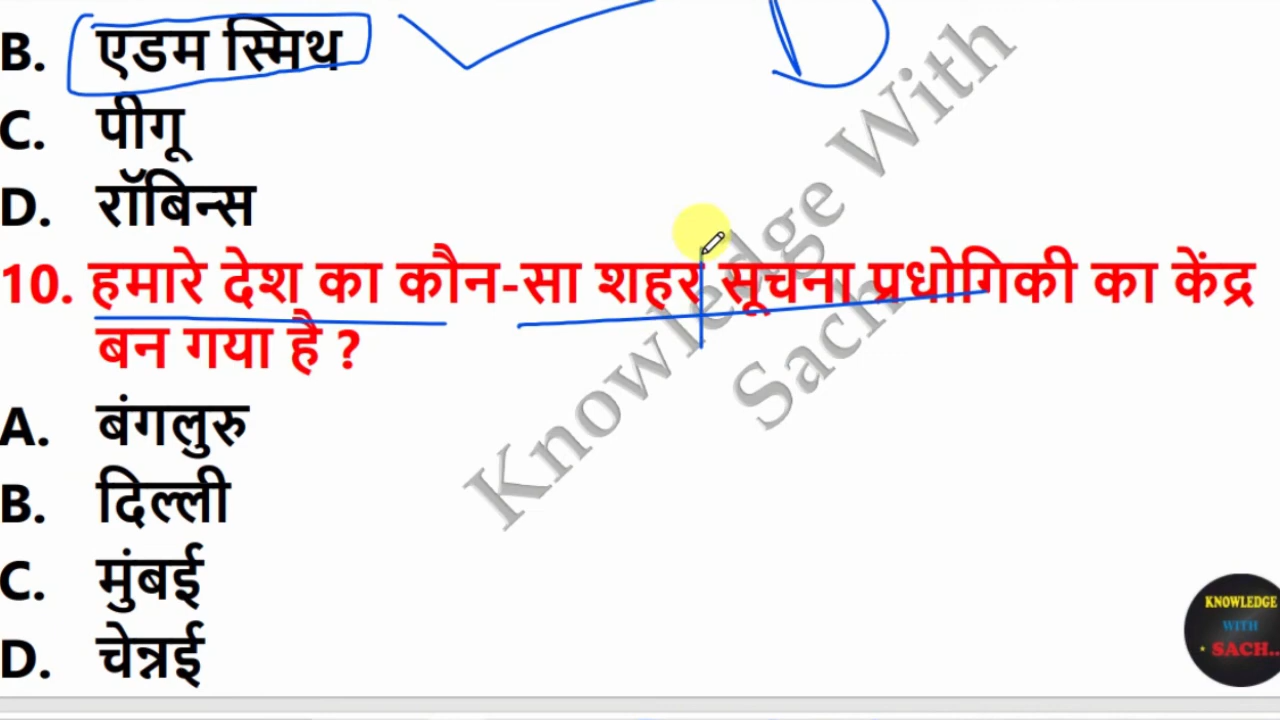 B. एडम स्मिथ
C. पीगू
D. रॉबिन्स
10. हमारे देश का कौन-सा शहर सूचना प्रधोगिकी का केंद्र
बन गया है ?
A. बंगलुरु
B. दिल्ली
C. मुंबई
D. चेन्नई
Knowledge With
Sach
KNOWLEDGE
WITH
SACH..